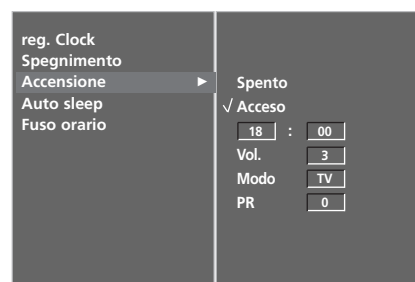 reg. Clock
Spegnimento
Accensione ►
Auto sleep
Fuso orario
Spento
√ Acceso
18 : 00
Vol. 3
Modo TV
PR 0